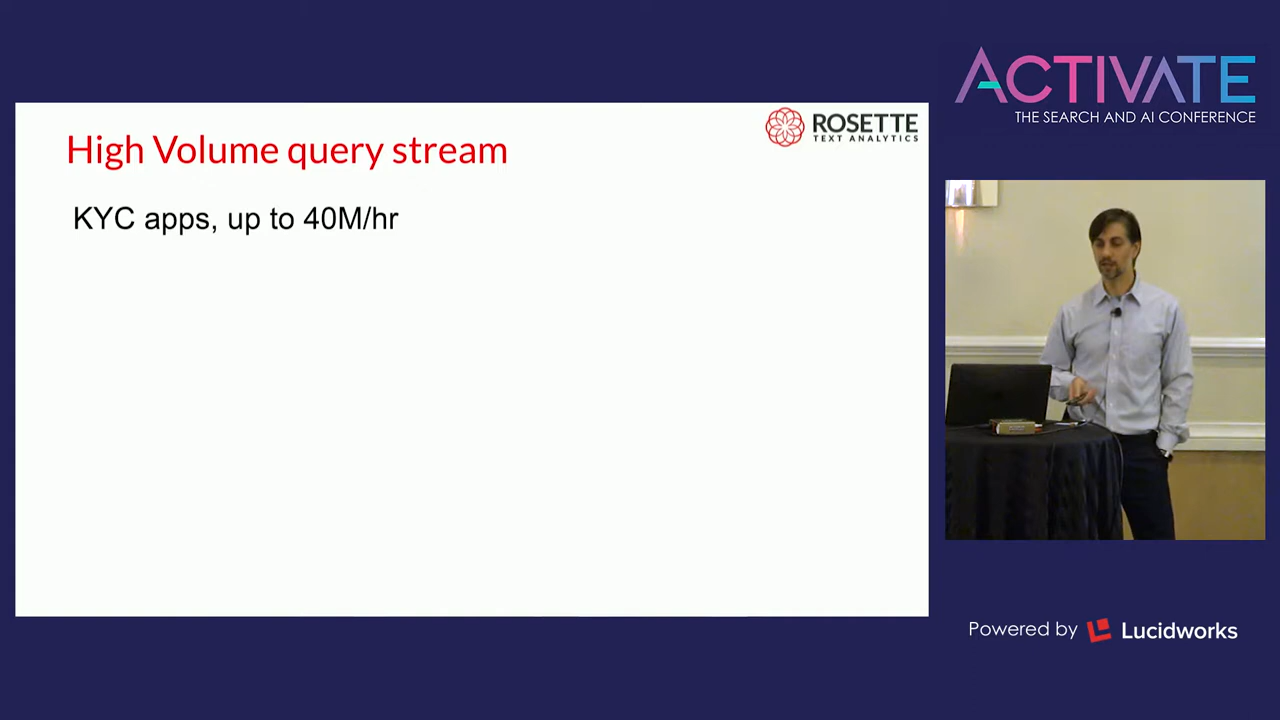 High Volume query stream
KYC apps, up to 40M/hr
ROSETTE
TEXT ANALYTICS
ACTIVATE
THE SEARCH AND AI CONFERENCE
Powered by Lucidworks